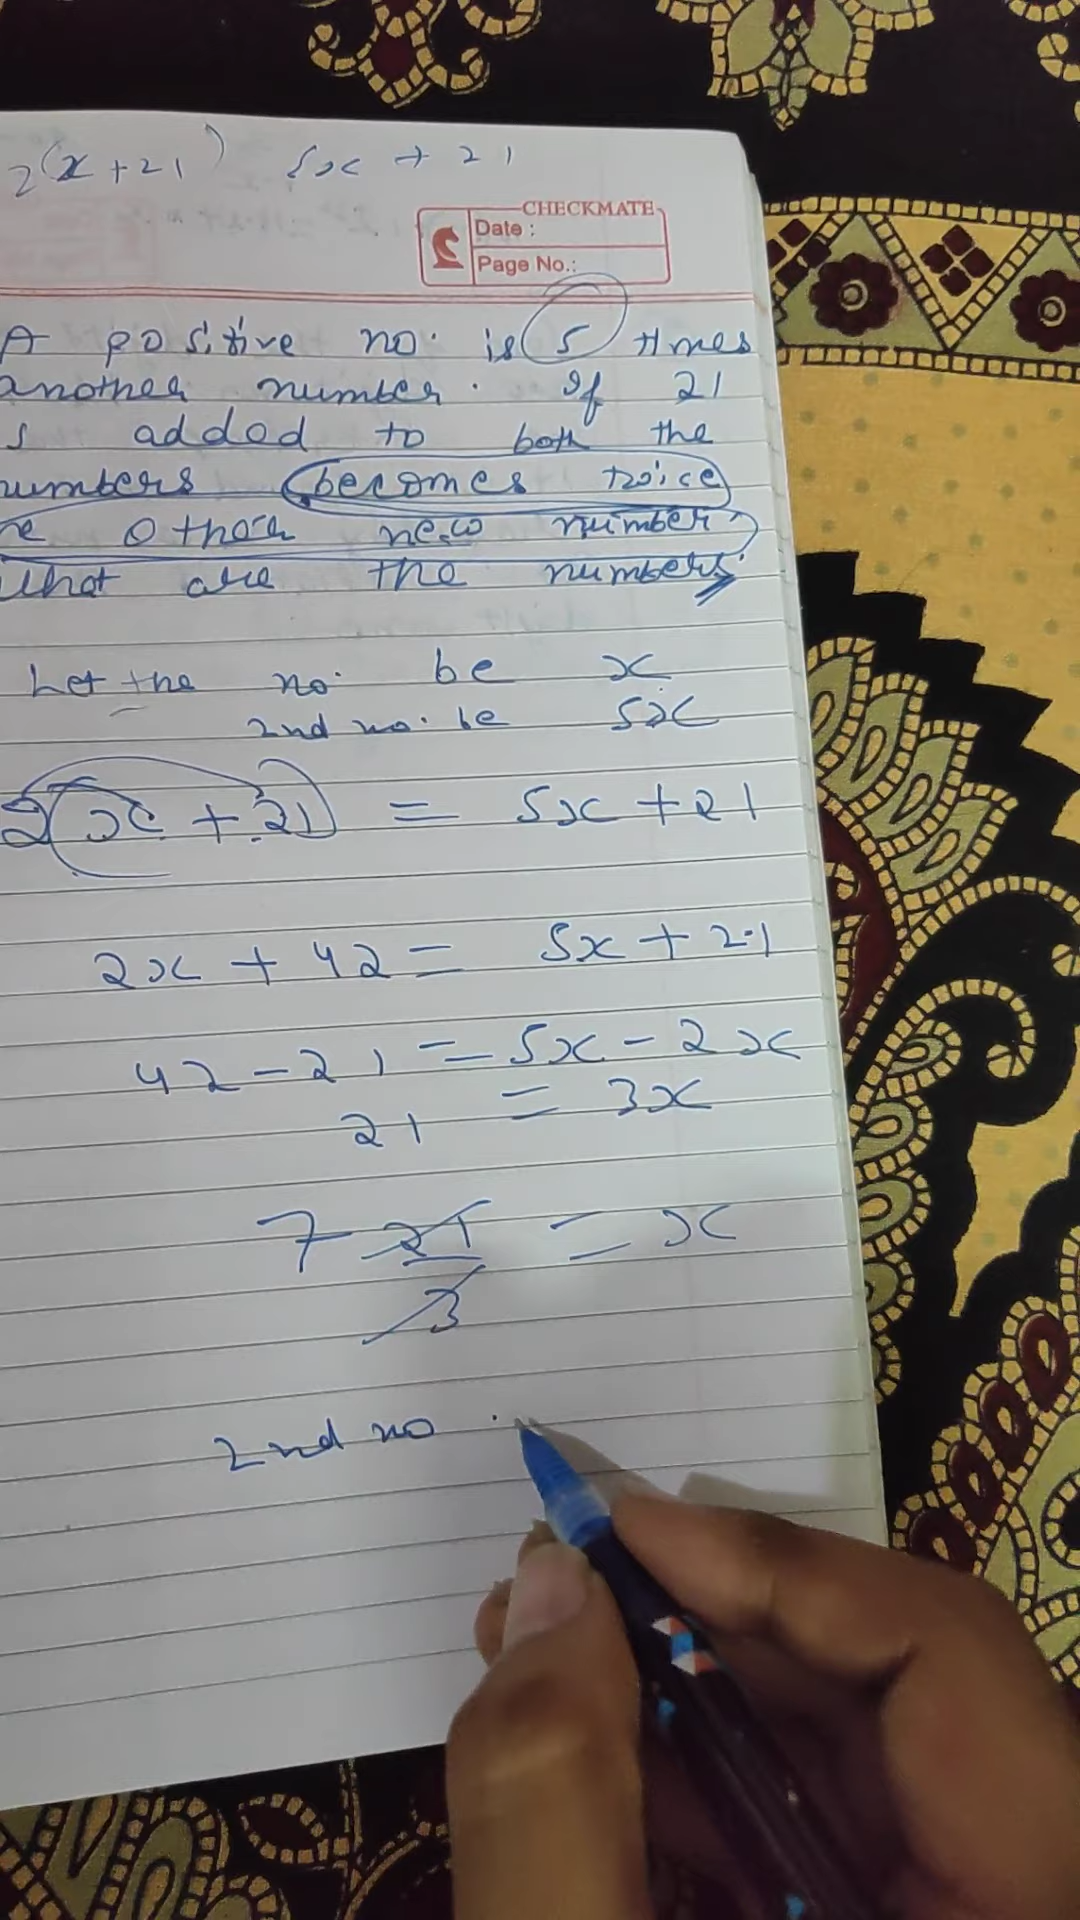 2(x+21) 5x + 21
CHECKMATE
Date :
Page No.:
A positive no. is 5 times
another number. If 21
s added to both the
numbers becomes twice
e other new number
what are the numbers
Let the no. be x
2nd no. be 5x
2(x + 21) = 5x + 21
2x + 42 = 5x + 21
42 - 21 = 5x - 2x
21 = 3x
7 21 = x
3
2nd no